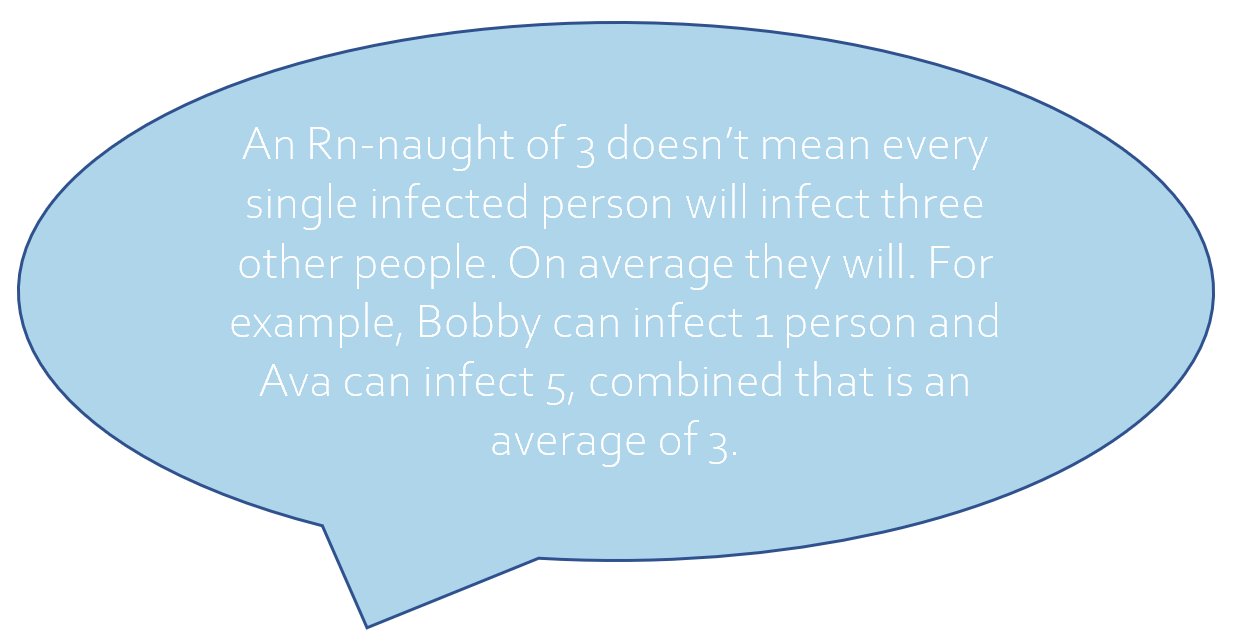 An Rn-naught of 3 doesn’t mean every
single infected person will infect three
other people. On average they will. For
example, Bobby can infect 1 person and
Ava can infect 5, combined that is an
average of 3.